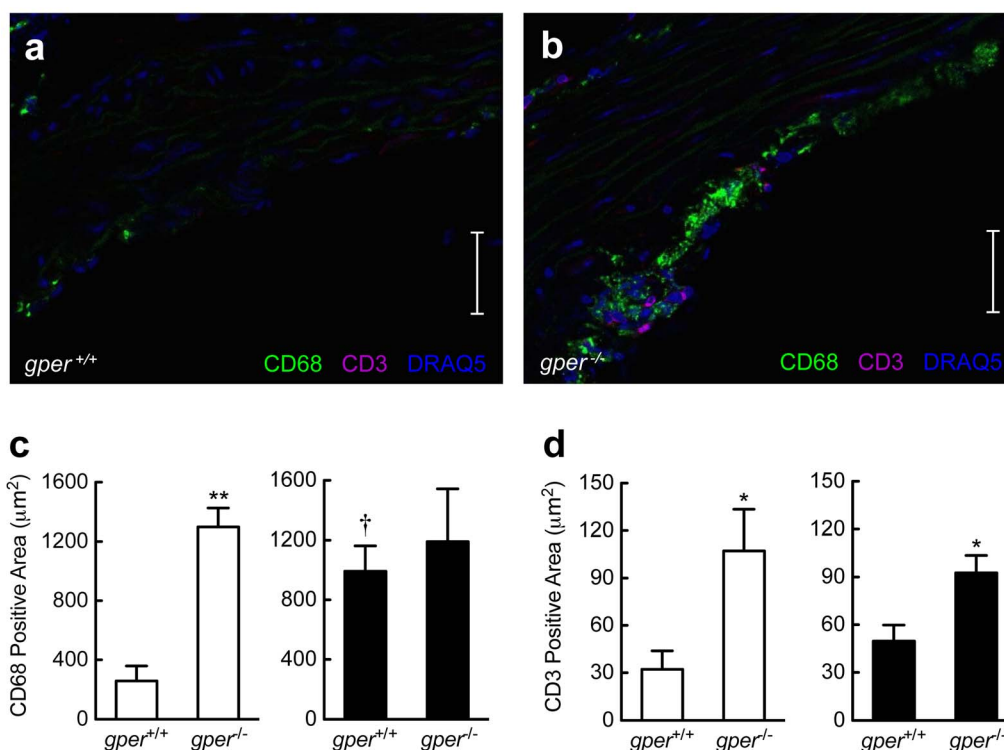 a
gper +/+
CD68 CD3 DRAQ5
b
gper -/-
CD68 CD3 DRAQ5
c
CD68 Positive Area (μm²)
1600
1200
800
400
0
**
gper+/+ gper-/-
1600
1200
800
400
0
†
gper+/+ gper-/-
d
CD3 Positive Area (μm²)
150
120
90
60
30
0
*
gper+/+ gper-/-
150
120
90
60
30
0
*
gper+/+ gper-/-